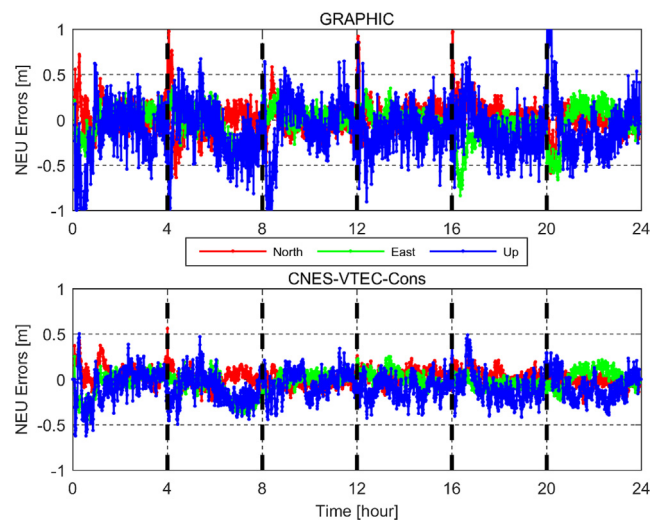 GRAPHIC
NEU Errors [m]
1
0.5
0
-0.5
-1
0 4 8 12 16 20 24
North East Up
CNES-VTEC-Cons
NEU Errors [m]
1
0.5
0
-0.5
-1
0 4 8 12 16 20 24
Time [hour]